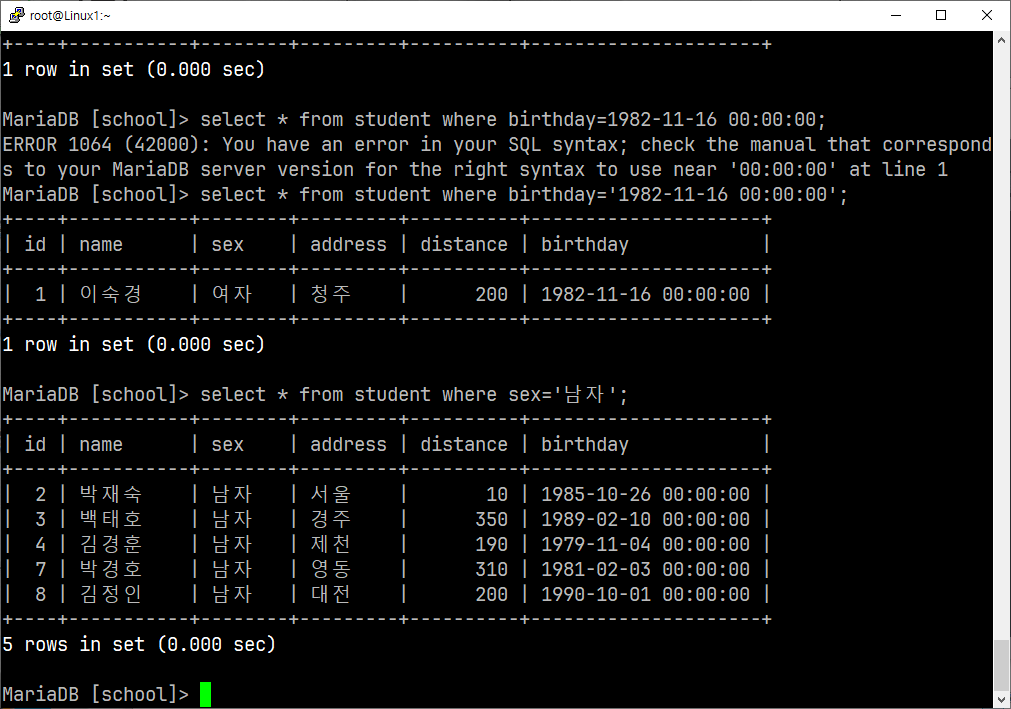 root@Linux1:~
+----+-----------+--------+---------+----------+---------------------+
1 row in set (0.000 sec)
MariaDB [school]> select * from student where birthday=1982-11-16 00:00:00;
ERROR 1064 (42000): You have an error in your SQL syntax; check the manual that correspond
s to your MariaDB server version for the right syntax to use near '00:00:00' at line 1
MariaDB [school]> select * from student where birthday='1982-11-16 00:00:00';
+----+-----------+--------+---------+----------+---------------------+
| id | name      | sex    | address | distance | birthday            |
+----+-----------+--------+---------+----------+---------------------+
|  1 | 이숙경    | 여자   | 청주    |      200 | 1982-11-16 00:00:00 |
+----+-----------+--------+---------+----------+---------------------+
1 row in set (0.000 sec)
MariaDB [school]> select * from student where sex='남자';
+----+-----------+--------+---------+----------+---------------------+
| id | name      | sex    | address | distance | birthday            |
+----+-----------+--------+---------+----------+---------------------+
|  2 | 박재숙    | 남자   | 서울    |       10 | 1985-10-26 00:00:00 |
|  3 | 백태호    | 남자   | 경주    |      350 | 1989-02-10 00:00:00 |
|  4 | 김경훈    | 남자   | 제천    |      190 | 1979-11-04 00:00:00 |
|  7 | 박경호    | 남자   | 영동    |      310 | 1981-02-03 00:00:00 |
|  8 | 김정인    | 남자   | 대전    |      200 | 1990-10-01 00:00:00 |
+----+-----------+--------+---------+----------+---------------------+
5 rows in set (0.000 sec)
MariaDB [school]>